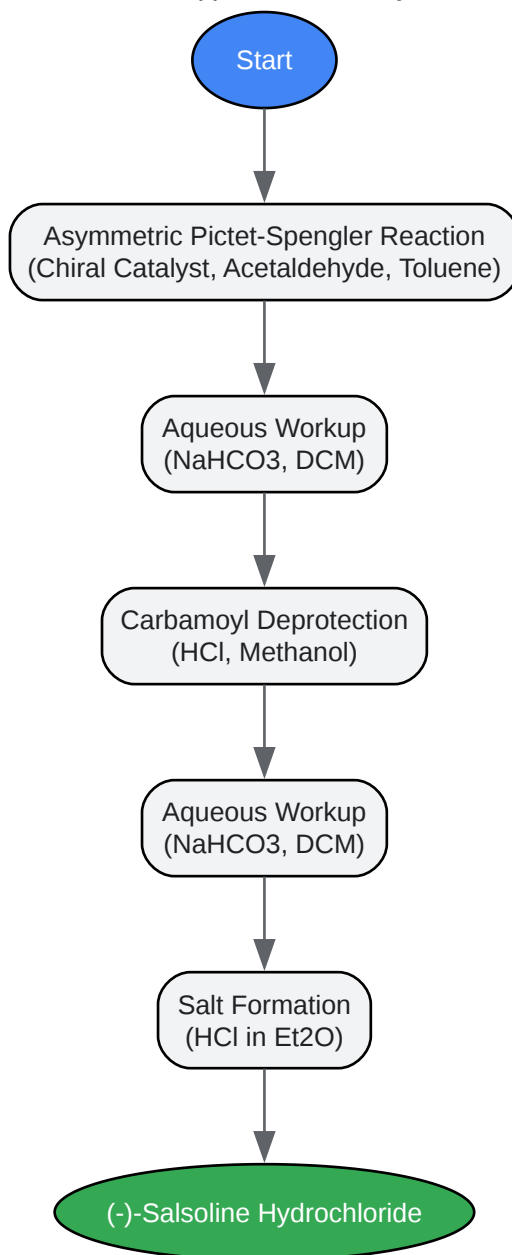 Start
Asymmetric Pictet-Spengler Reaction
(Chiral Catalyst, Acetaldehyde, Toluene)
Aqueous Workup
(NaHCO3, DCM)
Carbamoyl Deprotection
(HCl, Methanol)
Aqueous Workup
(NaHCO3, DCM)
Salt Formation
(HCl in Et2O)
(-)-Salsoline Hydrochloride